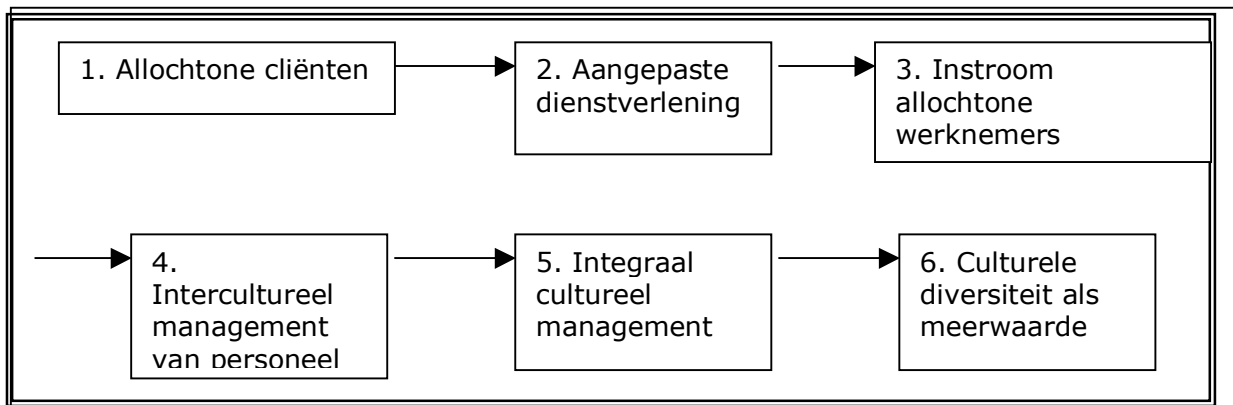 1. Allochtone cliënten
2. Aangepaste
dienstverlening
3. Instroom
allochtone
werknemers
4.
Intercultureel
management
van personeel
5. Integraal
cultureel
management
6. Culturele
diversiteit als
meerwaarde